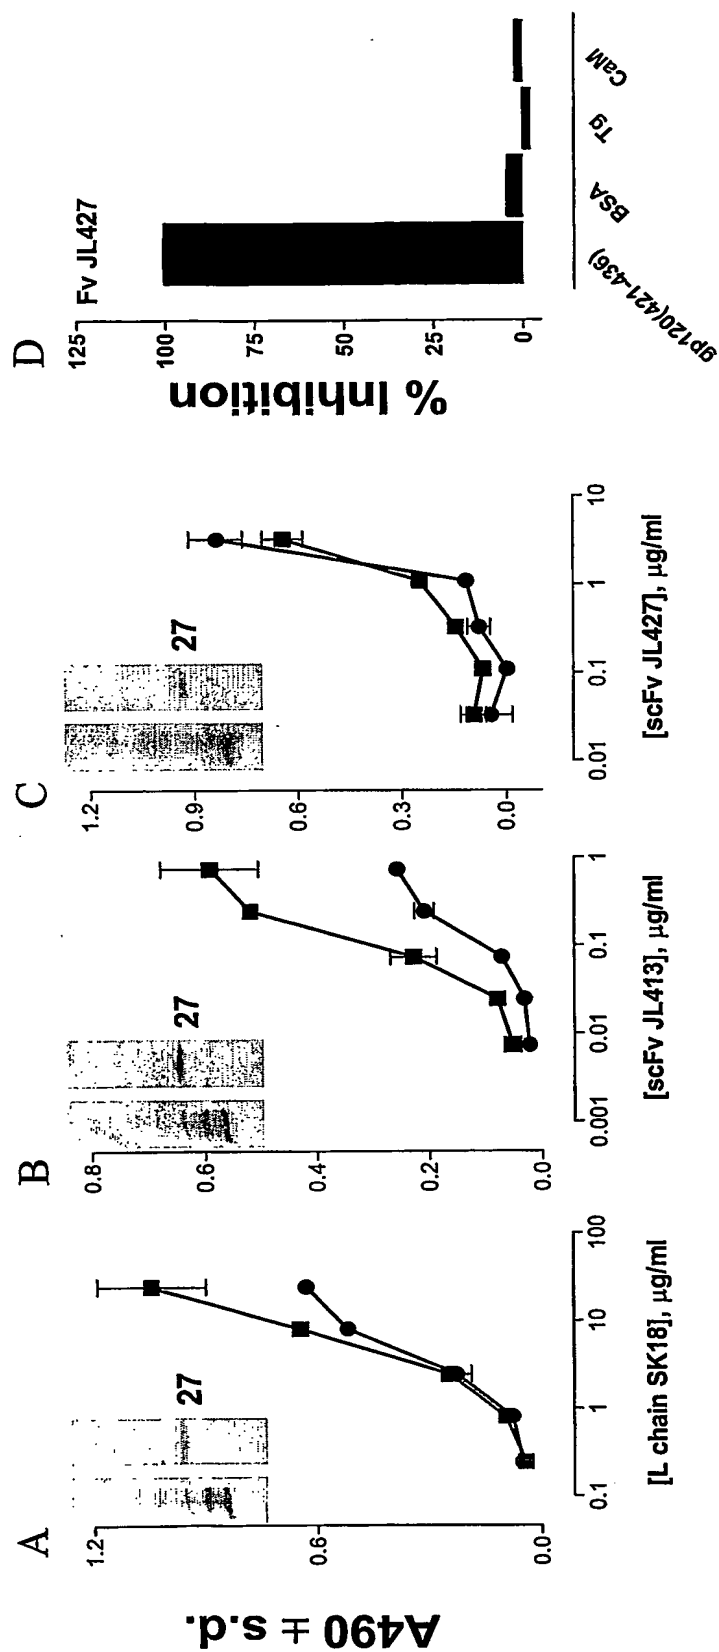 A
A490 ± s.d.
1.2
0.6
0.0
27
0.1
1
10
100
[L chain SK18], µg/ml
B
0.8
0.6
0.4
0.2
0.0
27
0.001
0.01
0.1
1
[scFv JL413], µg/ml
C
1.2
0.9
0.6
0.3
0.0
27
0.01
0.1
1
10
[scFv JL427], µg/ml
D
% Inhibition
125
100
75
50
25
0
Fv JL427
gp120(421-436)
BSA
Tg
CaM